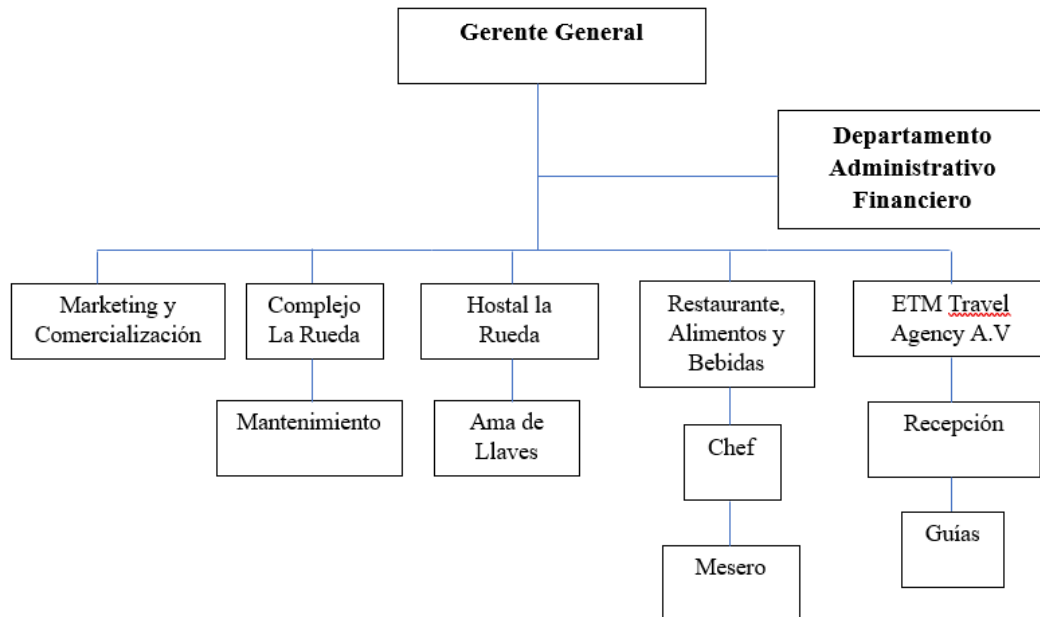 Gerente General
Departamento
Administrativo
Financiero
Marketing y
Comercialización
Complejo
La Rueda
Hostal la
Rueda
Restaurante,
Alimentos y
Bebidas
ETM Travel
Agency A.V
Mantenimiento
Ama de
Llaves
Chef
Recepción
Mesero
Guías